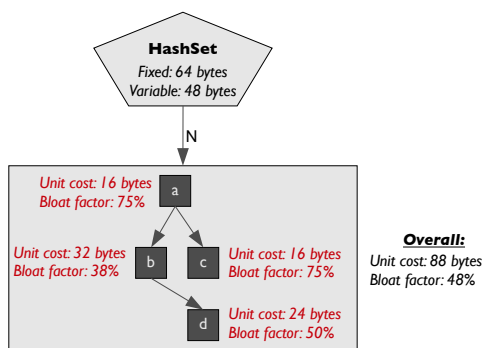 HashSet
Fixed: 64 bytes
Variable: 48 bytes
N
Unit cost: 16 bytes
Bloat factor: 75%
a
Unit cost: 32 bytes
Bloat factor: 38%
b
c
Unit cost: 16 bytes
Bloat factor: 75%
d
Unit cost: 24 bytes
Bloat factor: 50%
Overall:
Unit cost: 88 bytes
Bloat factor: 48%